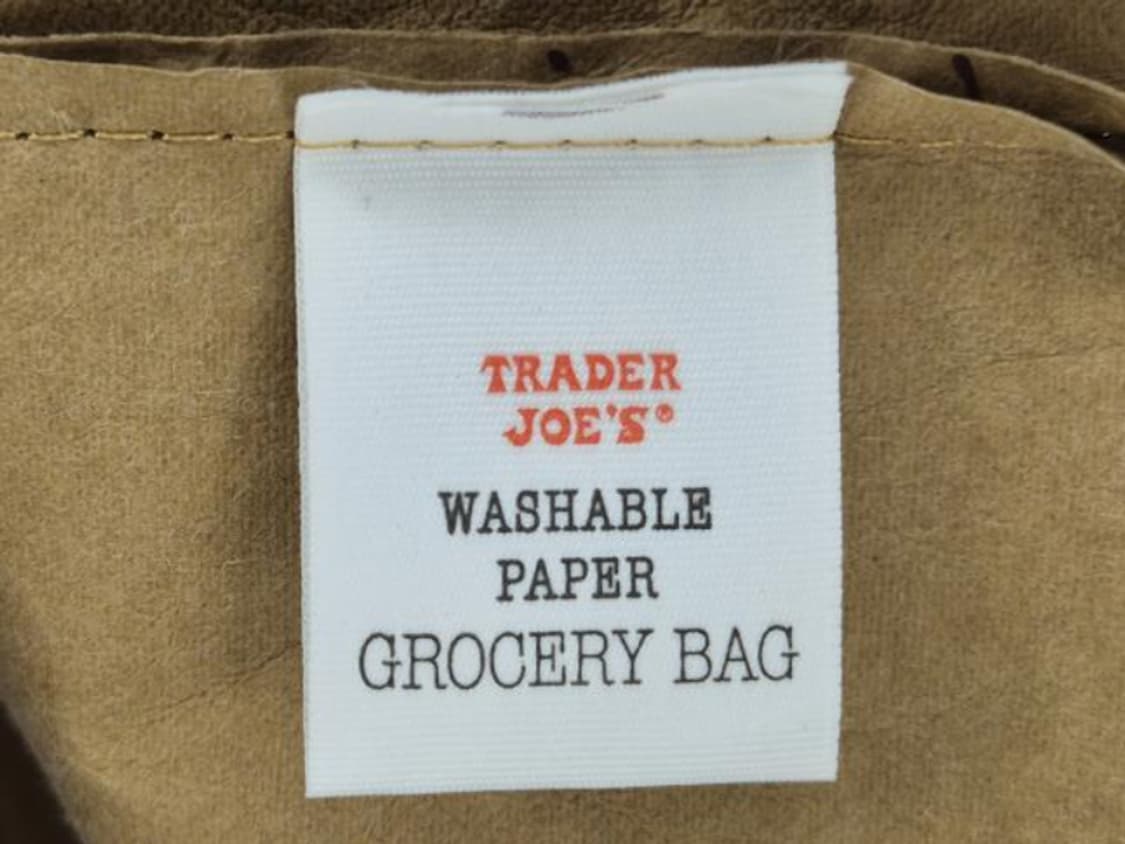 TRADER
JOE'S®
WASHABLE
PAPER
GROCERY BAG